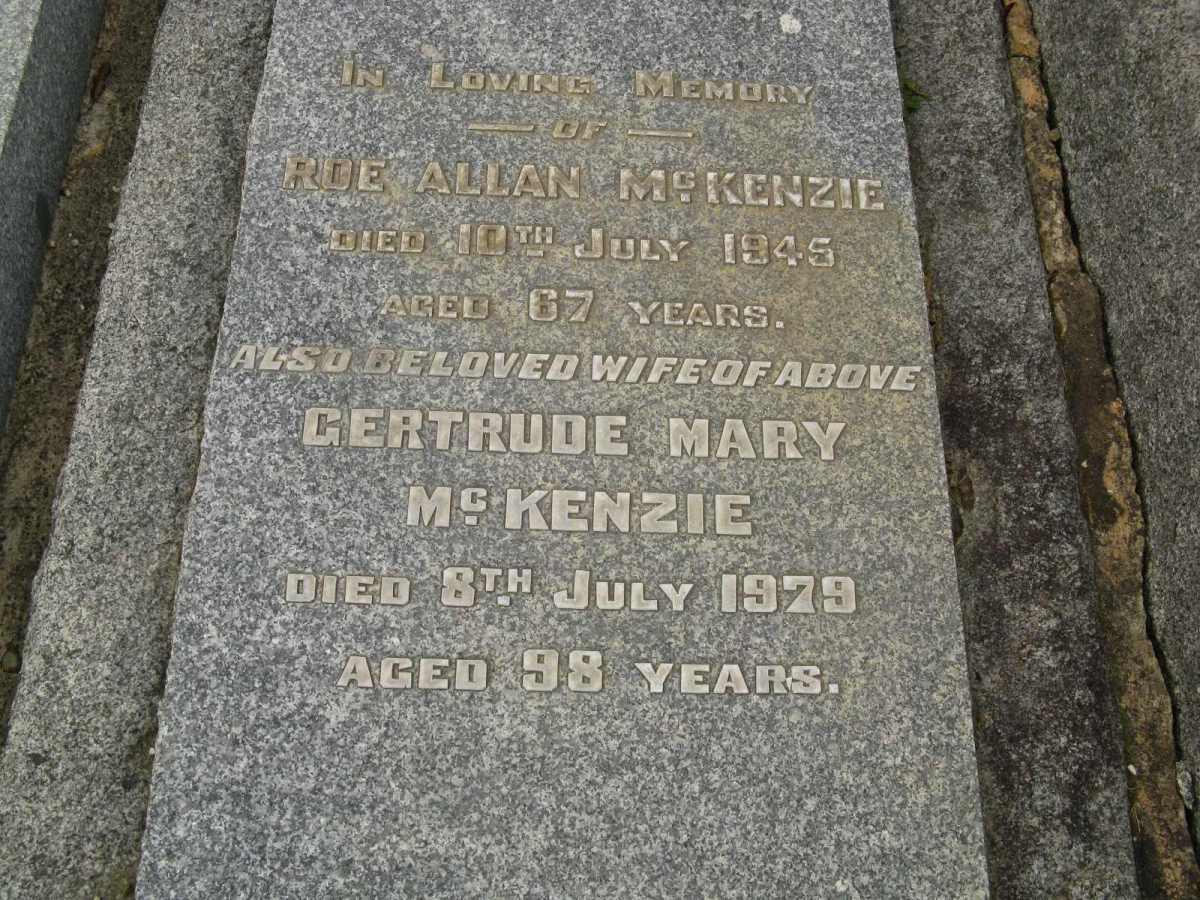 In Loving Memory
— OF —
ROE ALLAN McKENZIE
DIED 10TH JULY 1945
AGED 67 YEARS.
ALSO BELOVED WIFE OF ABOVE
GERTRUDE MARY
McKENZIE
DIED 8TH JULY 1979
AGED 98 YEARS.